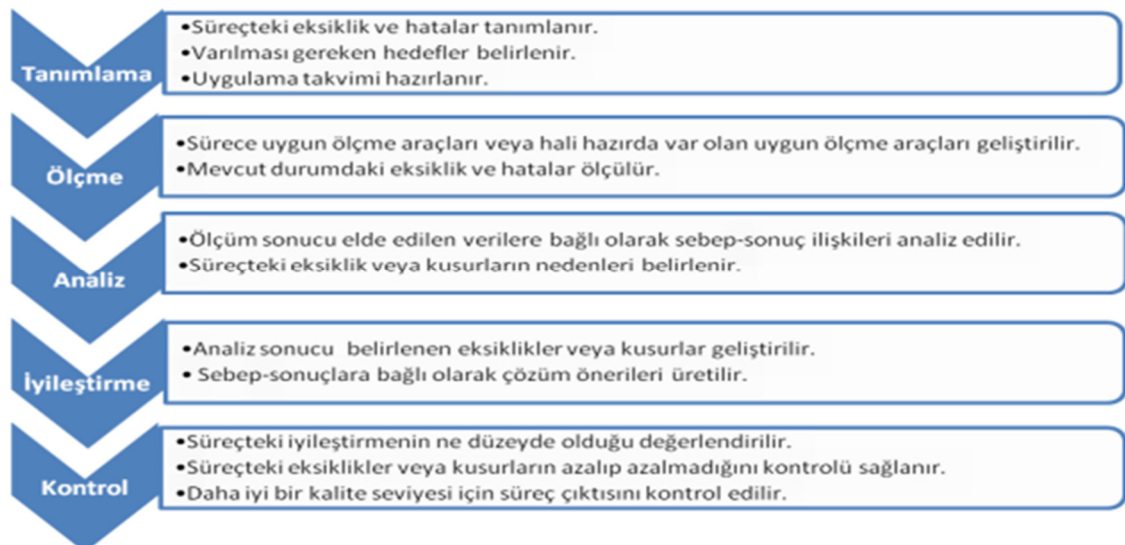 Tanımlama
•Süreçteki eksiklik ve hatalar tanımlanır.
•Varılması gereken hedefler belirlenir.
•Uygulama takvimi hazırlanır.
Ölçme
•Sürece uygun ölçme araçları veya hali hazırda var olan uygun ölçme araçları geliştirilir.
•Mevcut durumdaki eksiklik ve hatalar ölçülür.
Analiz
•Ölçüm sonucu elde edilen verilere bağlı olarak sebep-sonuç ilişkileri analiz edilir.
•Süreçteki eksiklik veya kusurların nedenleri belirlenir.
İyileştirme
•Analiz sonucu belirlenen eksiklikler veya kusurlar geliştirilir.
• Sebep-sonuçlara bağlı olarak çözüm önerileri üretilir.
Kontrol
•Süreçteki iyileştirmenin ne düzeyde olduğu değerlendirilir.
•Süreçteki eksiklikler veya kusurların azalıp azalmadığını kontrolü sağlanır.
•Daha iyi bir kalite seviyesi için süreç çıktısını kontrol edilir.